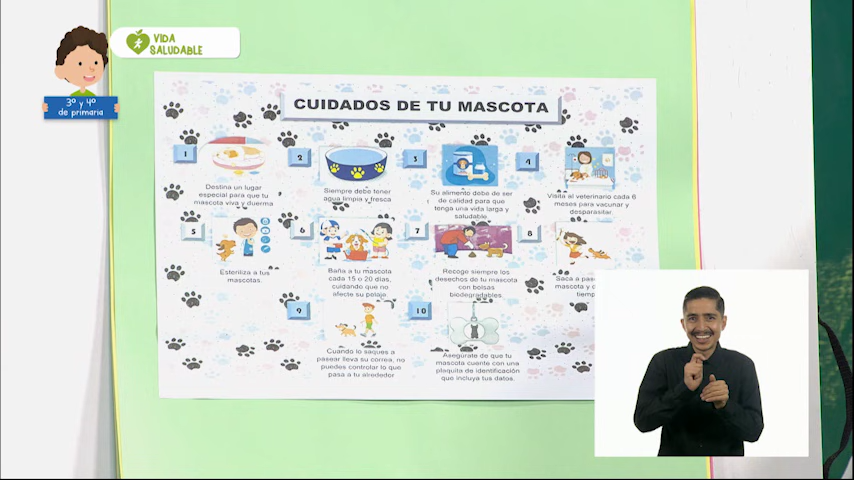 VIDA
SALUDABLE
3º y 4º
de primaria
CUIDADOS DE TU MASCOTA
1
Destina un lugar
especial para que tu
mascota viva y duerma
2
Siempre debe tener
agua limpia y fresca
3
Su alimento debe de ser
de calidad para que
tenga una vida larga y
saludable
4
Visita al veterinario cada 6
meses para vacunar y
desparasitar.
5
Esteriliza a tus
mascotas.
6
Baña a tu mascota
cada 15 o 20 días,
cuidando que no
afecte su pelaje.
7
Recoge siempre los
desechos de tu mascota
con bolsas
biodegradables
8
Saca a
mascota y
9
Cuando lo saques a
pasear lleva su correa, no
puedes controlar lo que
pasa a tu alrededor
10
Asegúrate de que tu
mascota cuente con una
plaquita de identificación
que incluya tus datos.